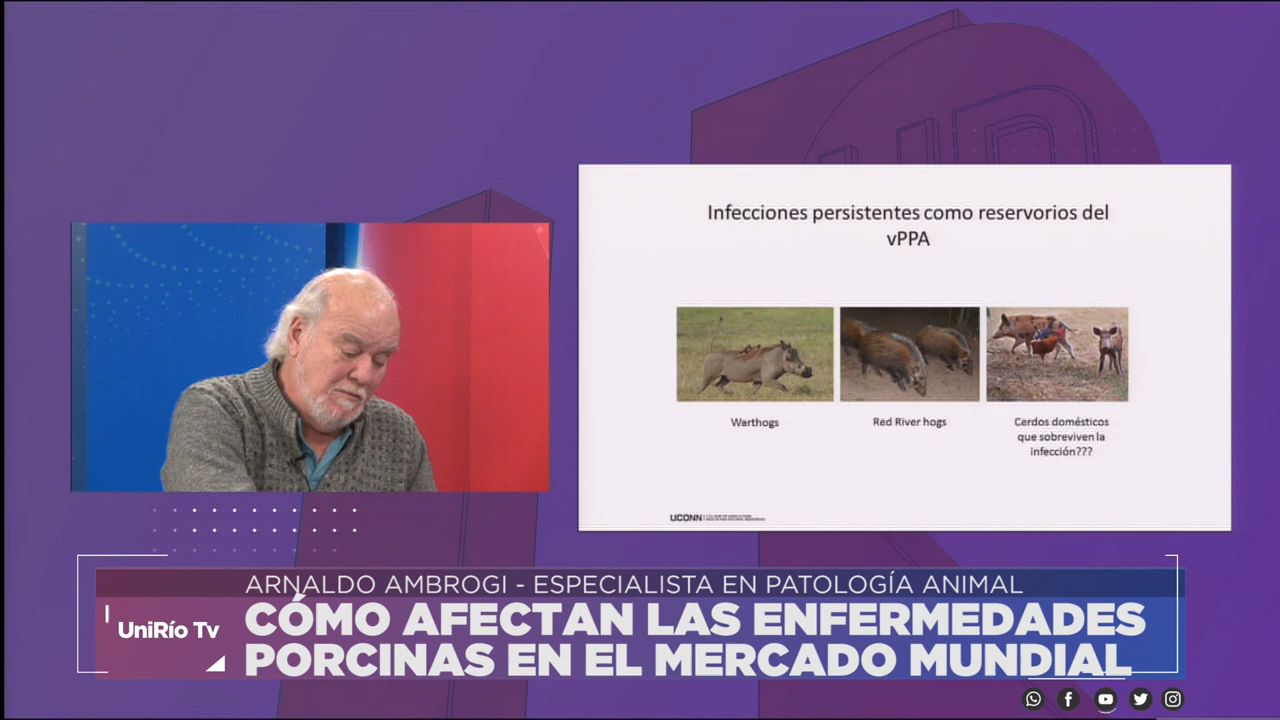 Infecciones persistentes como reservorios del
vPPA
Warthogs
Red River hogs
Cerdos domésticos
que sobreviven la
infección???
UCONN
ARNALDO AMBROGI - ESPECIALISTA EN PATOLOGÍA ANIMAL
UniRío Tv
CÓMO AFECTAN LAS ENFERMEDADES
PORCINAS EN EL MERCADO MUNDIAL